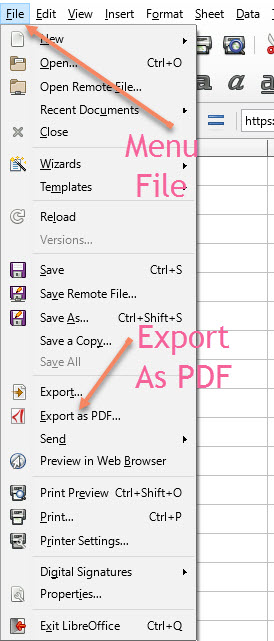 File Edit View Insert Format Sheet Data
New
Open... Ctrl+O
Open Remote File...
Recent Documents
Close
Menu
File
https:
Wizards
Templates
Reload
Versions...
Save Ctrl+S
Save Remote File...
Save As... Ctrl+Shift+S
Save a Copy...
Save All
Export
As PDF
Export...
Export as PDF...
Send
Preview in Web Browser
Print Preview Ctrl+Shift+O
Print... Ctrl+P
Printer Settings...
Digital Signatures
Properties...
Exit LibreOffice Ctrl+Q